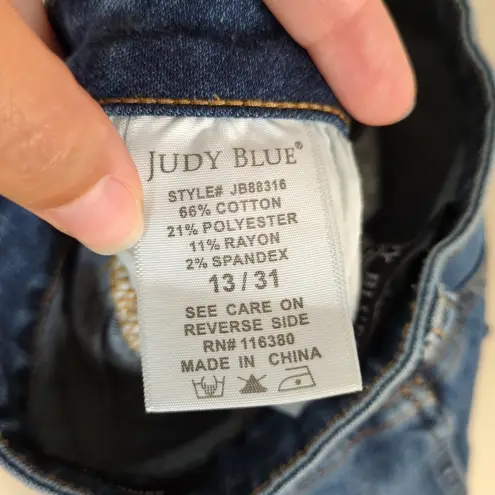 JUDY BLUE®
STYLE# JB88316
66% COTTON
21% POLYESTER
11% RAYON
2% SPANDEX
13 / 31
SEE CARE ON
REVERSE SIDE
RN# 116380
MADE IN CHINA